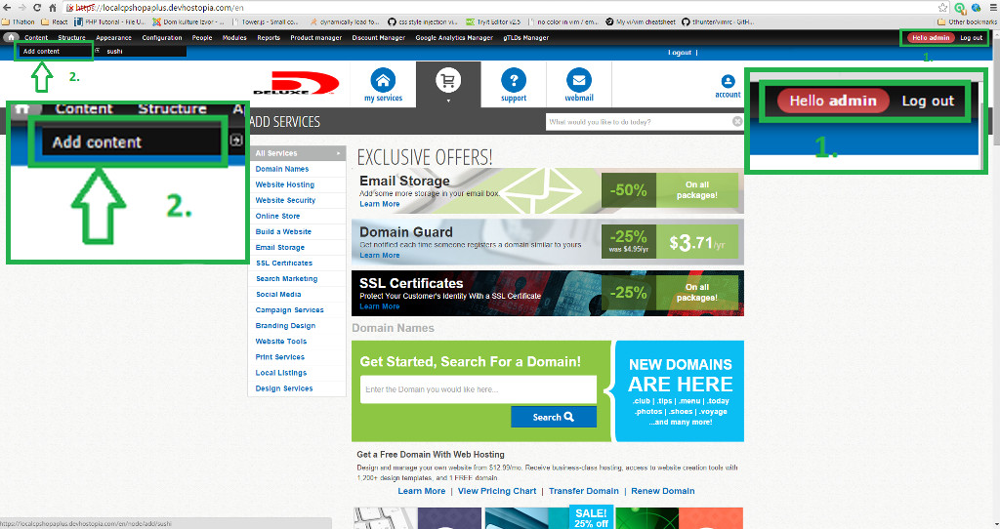 https://localcpshopaplus.devhostopia.com/en
TNation
React
PHP Tutorial - File U...
Dom kulture Izvor - ...
Tower.js - Small co...
dynamically load fo...
css style injection vi...
Tryit Editor v2.5
no color in vim / em...
My vi/vim cheatsheet
tlhunter/vimrc · GitH...
Other bookmarks
Content Structure Appearance Configuration People Modules Reports Product manager Discount Manager Google Analytics Manager gTLDs Manager
Hello admin Log out
Add content
sushi
Logout |
1.
2.
DELUXE
my services
support
webmail
account
Content Structure A
Add content
2.
Hello admin Log out
1.
ADD SERVICES
What would you like to do today?
All Services
Domain Names
Website Hosting
Website Security
Online Store
Build a Website
Email Storage
SSL Certificates
Search Marketing
Social Media
Campaign Services
Branding Design
Website Tools
Print Services
Local Listings
Design Services
EXCLUSIVE OFFERS!
Email Storage
Add some more storage in your email box.
Learn More
-50%
On all
packages!
Domain Guard
Get notified each time someone registers a domain similar to yours
Learn More
-25%
was $4.95/yr
$3.71/yr
SSL Certificates
Protect Your Customer's Identity With a SSL Certificate
Learn More
-25%
On all
packages!
Domain Names
Get Started, Search For a Domain!
Enter the Domain you would like here...
Search
NEW DOMAINS
ARE HERE
.club | .tips | .menu | .today
.photos | .shoes | .voyage
...and many more!
Get a Free Domain With Web Hosting
Design and manage your own website from $12.99/mo. Receive business-class hosting, access to website creation tools with
1,200+ design templates, and 1 FREE domain
Learn More | View Pricing Chart | Transfer Domain | Renew Domain
SALE!
25% off
https://localcpshopaplus.devhostopia.com/en/node/add/sushi